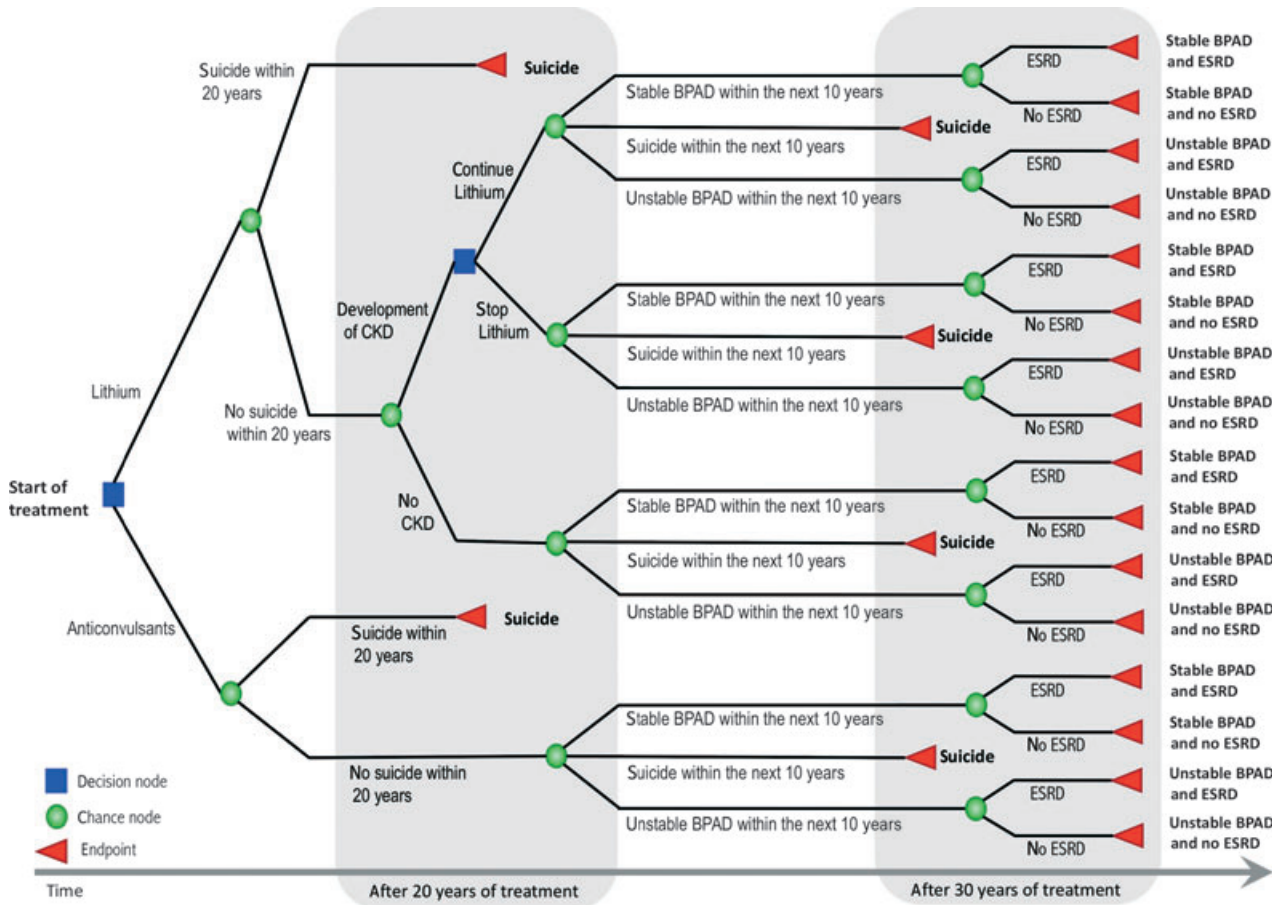 Suicide within
20 years
Suicide
Stable BPAD within the next 10 years
ESRD
Stable BPAD
and ESRD
No ESRD
Stable BPAD
and no ESRD
Suicide within the next 10 years
Suicide
Continue
Lithium
Unstable BPAD within the next 10 years
ESRD
Unstable BPAD
and ESRD
No ESRD
Unstable BPAD
and no ESRD
Development
of CKD
Stop
Lithium
Stable BPAD within the next 10 years
ESRD
Stable BPAD
and ESRD
No ESRD
Stable BPAD
and no ESRD
Suicide within the next 10 years
Suicide
Unstable BPAD within the next 10 years
ESRD
Unstable BPAD
and ESRD
No ESRD
Unstable BPAD
and no ESRD
Lithium
No suicide
within 20 years
Start of
treatment
No
CKD
Stable BPAD within the next 10 years
ESRD
Stable BPAD
and ESRD
No ESRD
Stable BPAD
and no ESRD
Suicide within the next 10 years
Suicide
Unstable BPAD within the next 10 years
ESRD
Unstable BPAD
and ESRD
No ESRD
Unstable BPAD
and no ESRD
Anticonvulsants
Suicide within
20 years
Suicide
No suicide within
20 years
Stable BPAD within the next 10 years
ESRD
Stable BPAD
and ESRD
No ESRD
Stable BPAD
and no ESRD
Suicide within the next 10 years
Suicide
Unstable BPAD within the next 10 years
ESRD
Unstable BPAD
and ESRD
No ESRD
Unstable BPAD
and no ESRD
Decision node
Chance node
Endpoint
Time
After 20 years of treatment
After 30 years of treatment